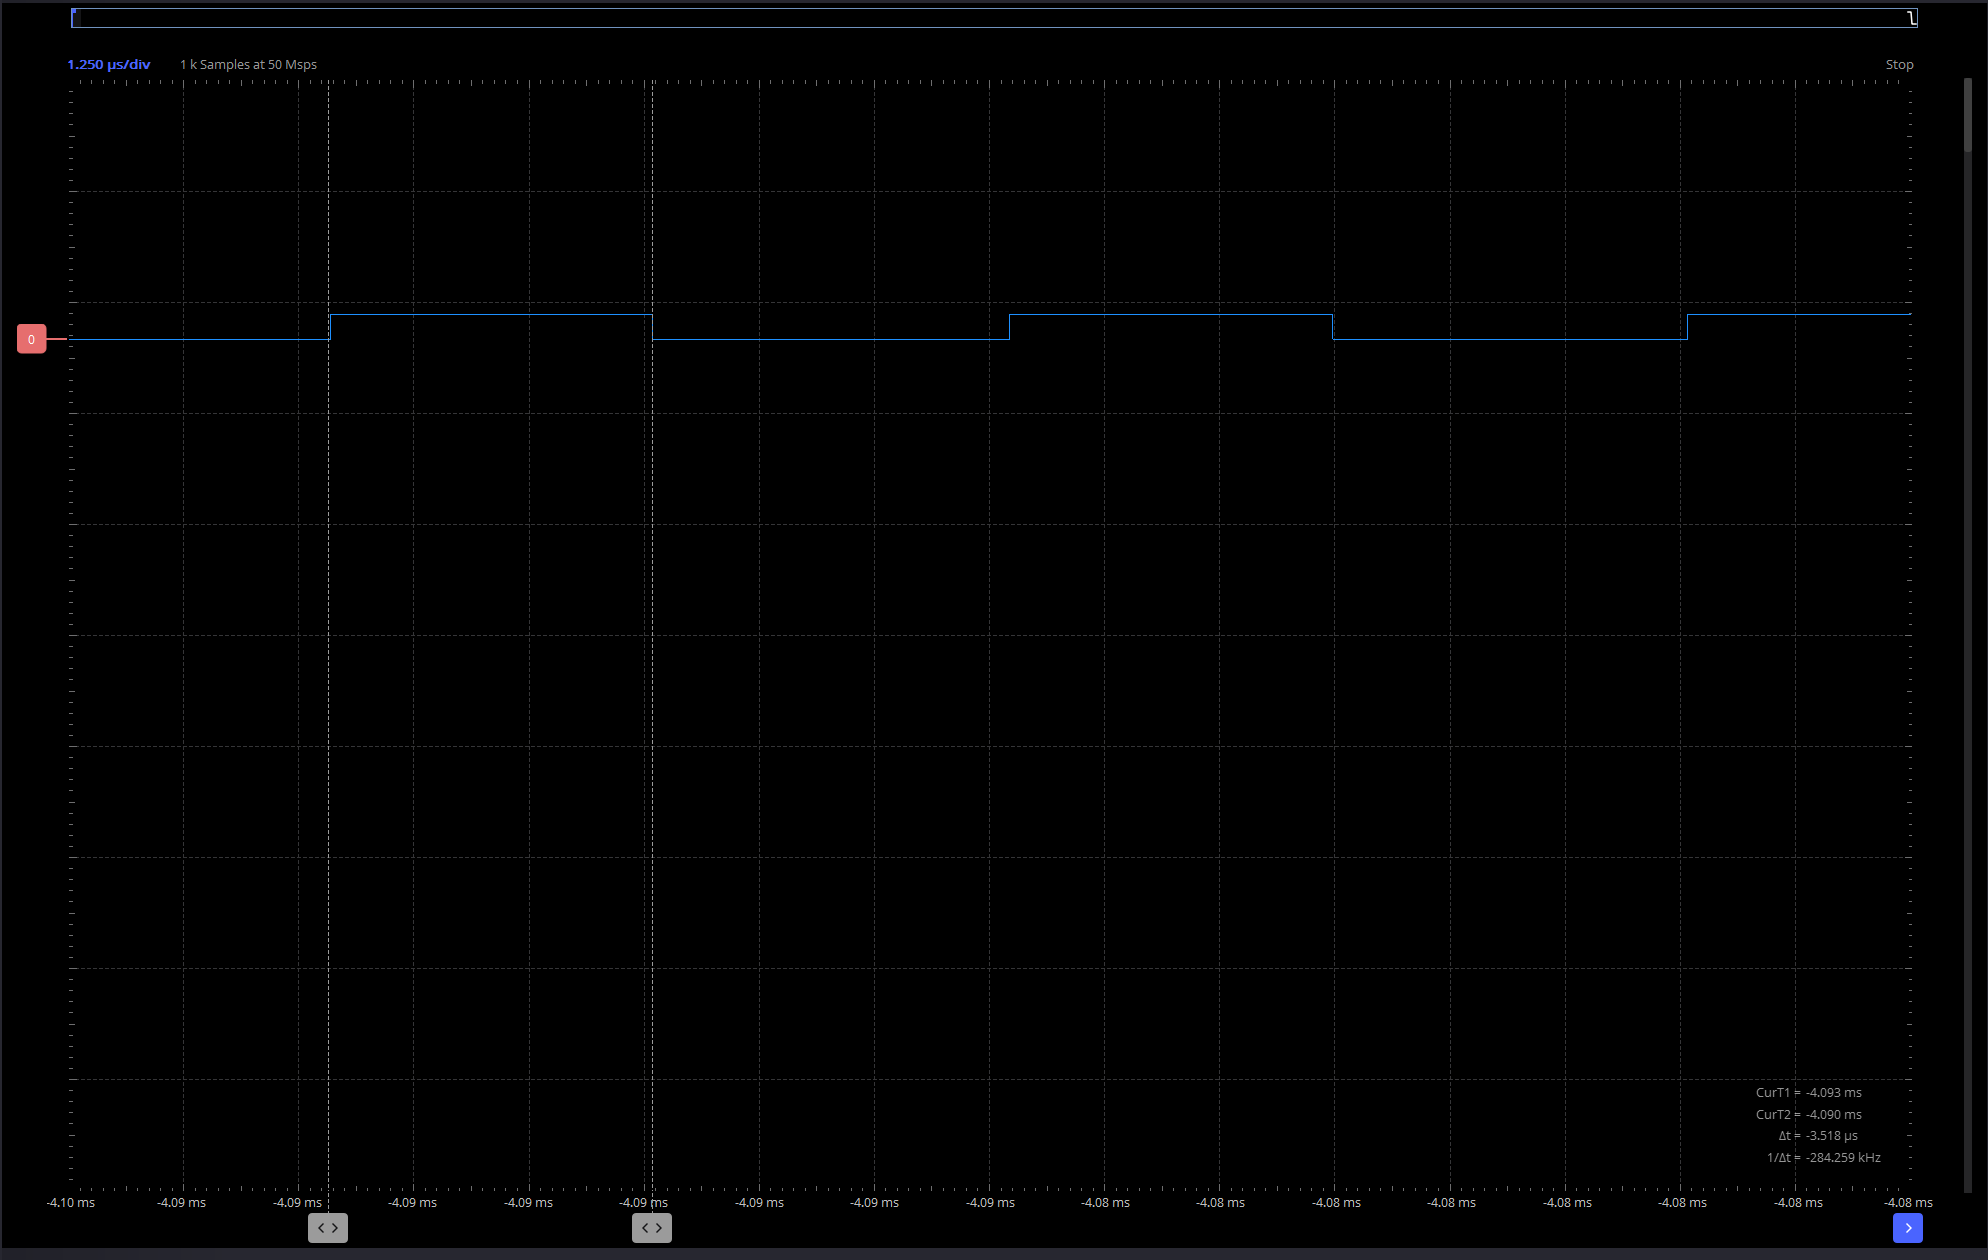 1.250 µs/div 1 k Samples at 50 Msps Stop
0
CurT1 = -4.093 ms
CurT2 = -4.090 ms
Δt = -3.518 µs
1/Δt = -284.259 kHz
-4.10 ms -4.09 ms -4.09 ms -4.09 ms -4.09 ms -4.09 ms -4.09 ms -4.09 ms -4.09 ms -4.08 ms -4.08 ms -4.08 ms -4.08 ms -4.08 ms -4.08 ms -4.08 ms -4.08 ms